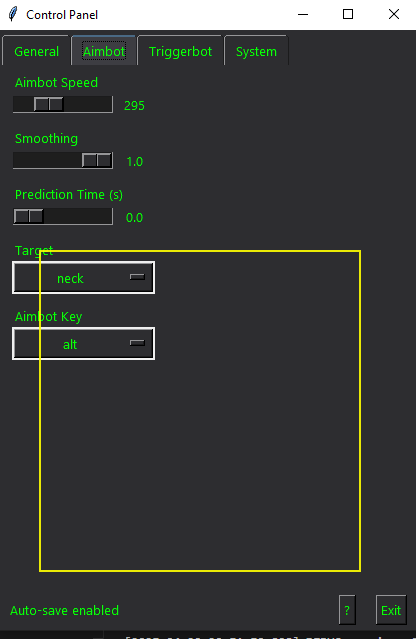 Control Panel
General Aimbot Triggerbot System
Aimbot Speed
295
Smoothing
1.0
Prediction Time (s)
0.0
Target
neck
Aimbot Key
alt
Auto-save enabled ? Exit